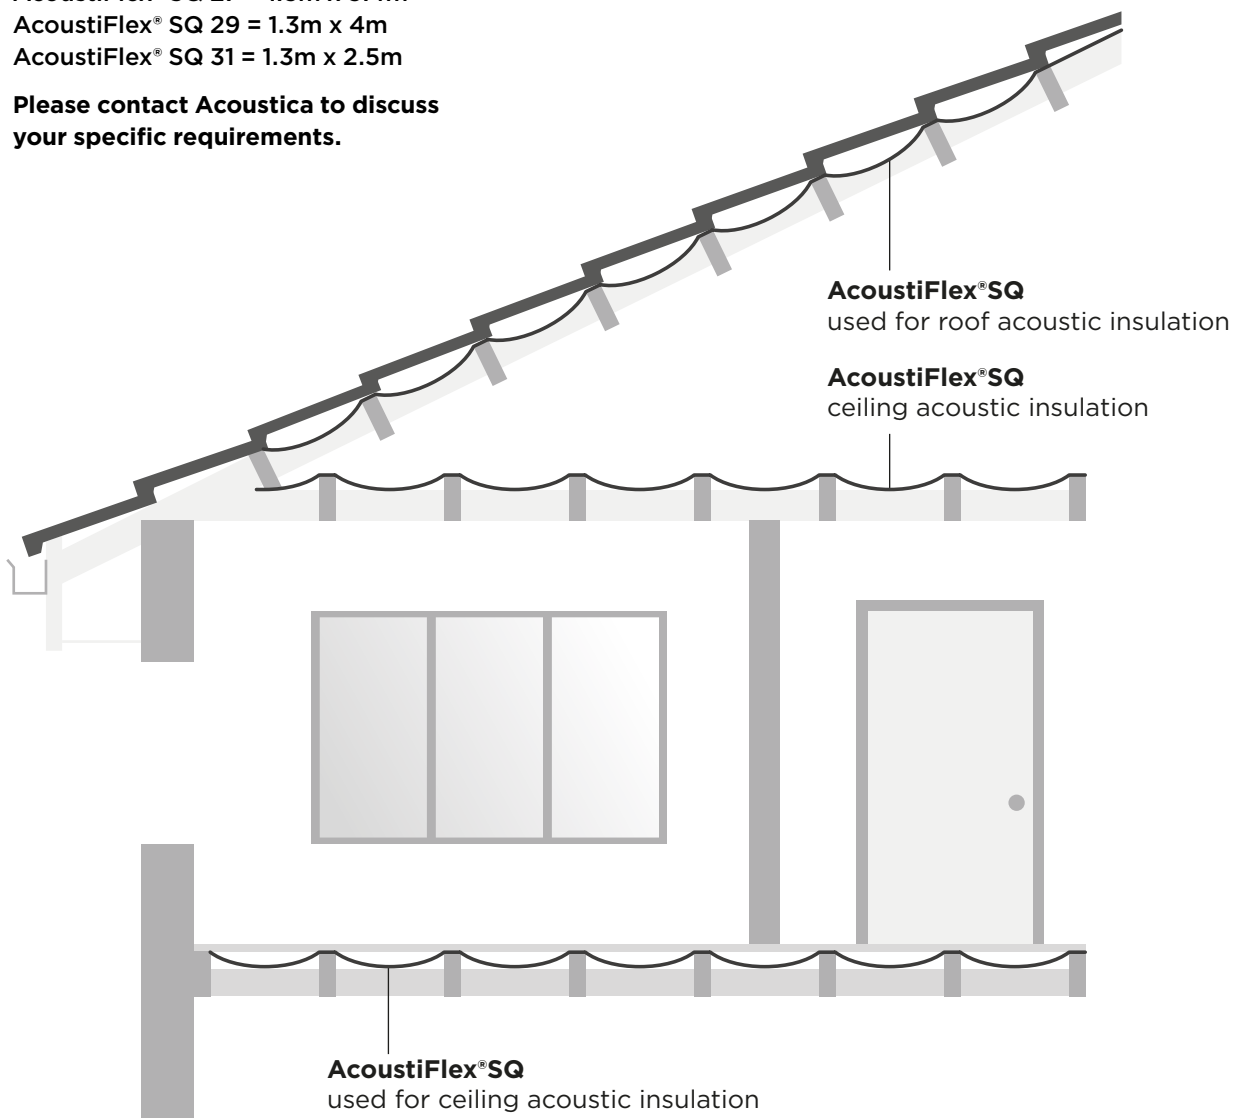 AcoustiFlex® SQ 29 = 1.3m x 4m
AcoustiFlex® SQ 31 = 1.3m x 2.5m
Please contact Acoustica to discuss
your specific requirements.
AcoustiFlex®SQ
used for roof acoustic insulation
AcoustiFlex®SQ
ceiling acoustic insulation
AcoustiFlex®SQ
used for ceiling acoustic insulation